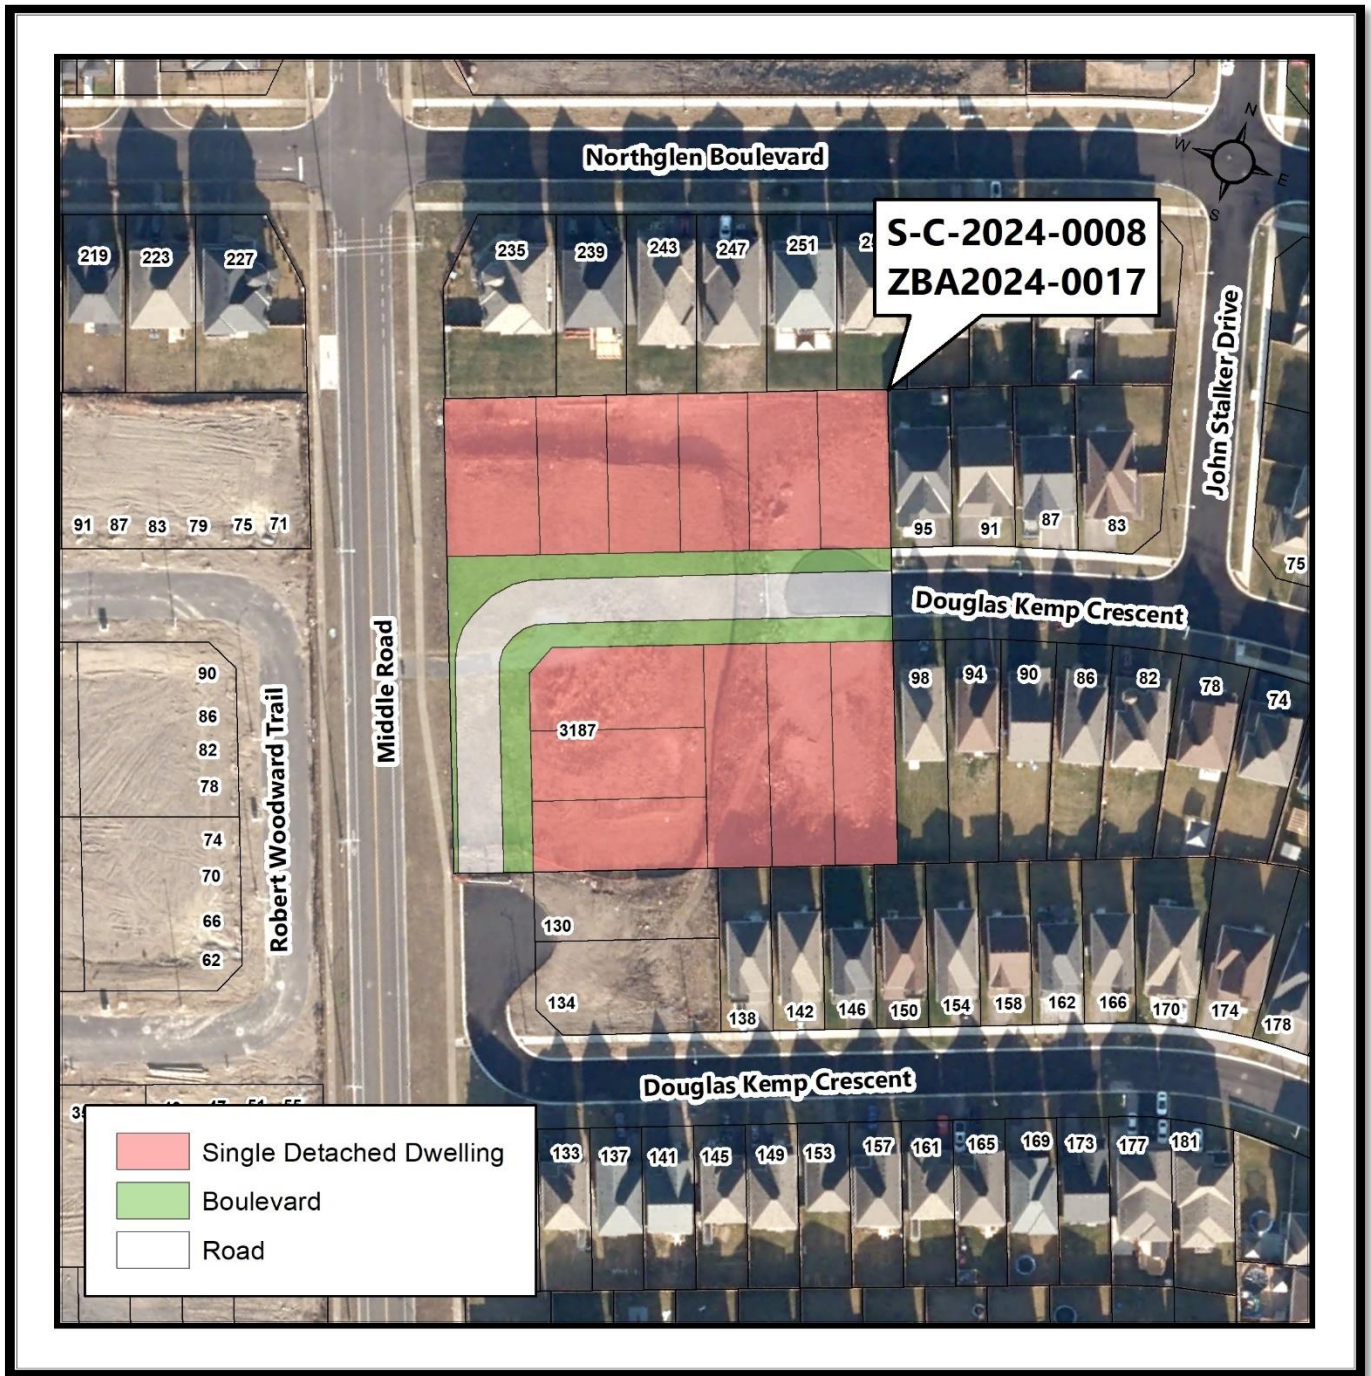 Northglen Boulevard
N
W
E
S
S-C-2024-0008
ZBA2024-0017
219 223 227 235 239 243 247 251
John Stalker Drive
91 87 83 79 75 71
95 91 87 83
75
Douglas Kemp Crescent
Middle Road
Robert Woodward Trail
90
86
82
78
74
70
66
62
98 94 90 86 82 78 74
3187
130
134
138 142 146 150 154 158 162 166 170 174 178
Douglas Kemp Crescent
133 137 141 145 149 153 157 161 165 169 173 177 181
Single Detached Dwelling
Boulevard
Road